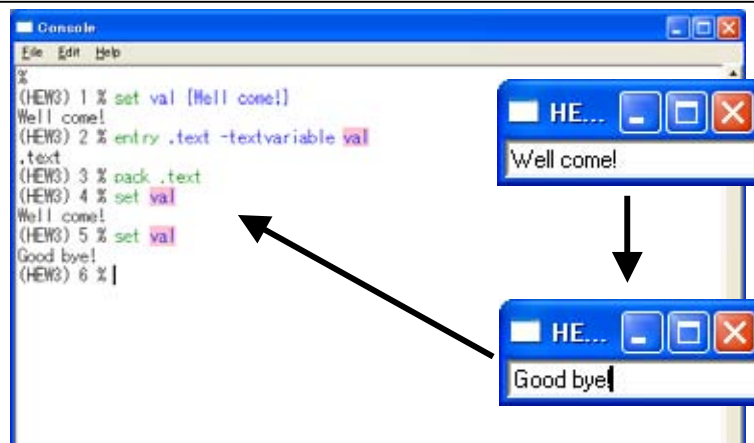 Console
File Edit Help
%
(HEW3) 1 % set val {Well come!}
Well come!
(HEW3) 2 % entry .text -textvariable val
.text
(HEW3) 3 % pack .text
(HEW3) 4 % set val
Well come!
(HEW3) 5 % set val
Good bye!
(HEW3) 6 %
HE...
Well come!
HE...
Good bye!